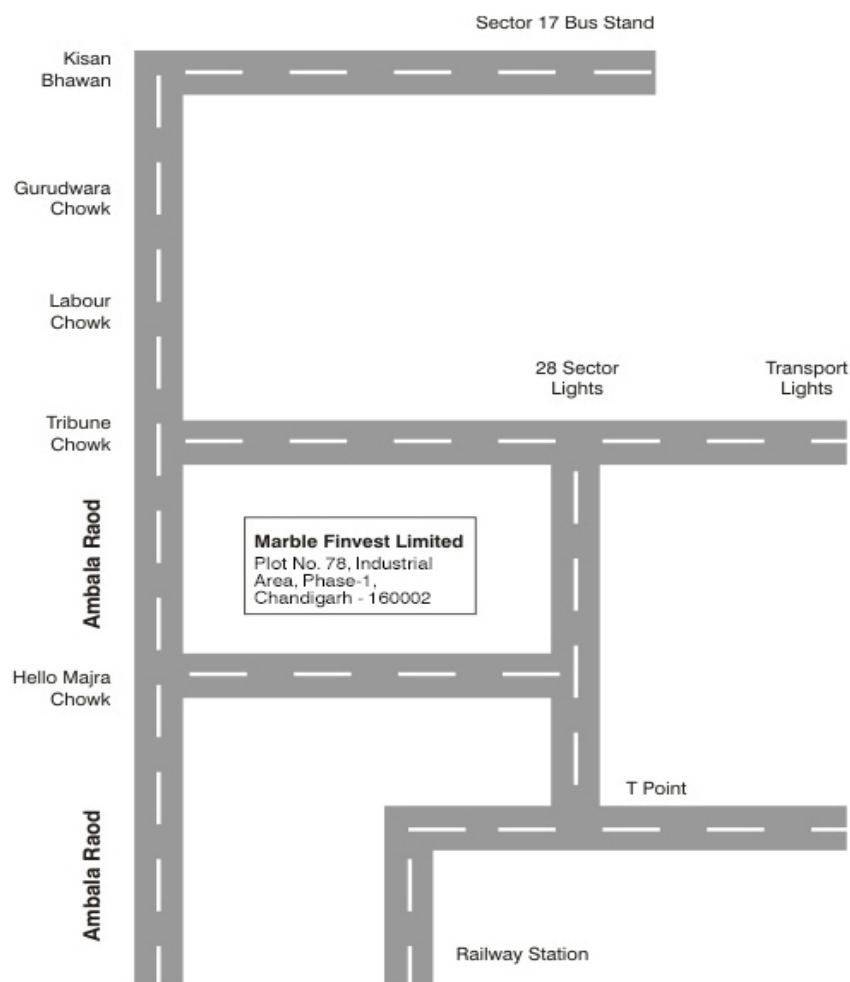 Sector 17 Bus Stand
Kisan
Bhawan
Gurudwara
Chowk
Labour
Chowk
28 Sector
Lights
Transport
Lights
Tribune
Chowk
Ambala Raod
Marble Finvest Limited
Plot No. 78, Industrial
Area, Phase-1,
Chandigarh - 160002
Hello Majra
Chowk
T Point
Ambala Raod
Railway Station